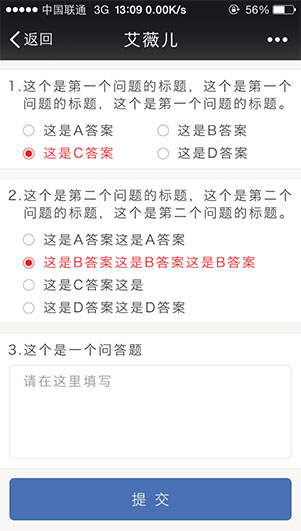 中国联通 3G 13:09 0.00K/s 56%
返回 艾薇儿
1.这个是第一个问题的标题，这个是第一个
问题的标题，这个是第一个问题的标题。
这是A答案 这是B答案
这是C答案 这是D答案
2.这个是第二个问题的标题，这个是第二个
问题的标题，这个是第二个问题的标题。
这是A答案这是A答案
这是B答案这是B答案这是B答案
这是C答案这是
这是D答案这是D答案
3.这个是一个问答题
请在这里填写
提 交